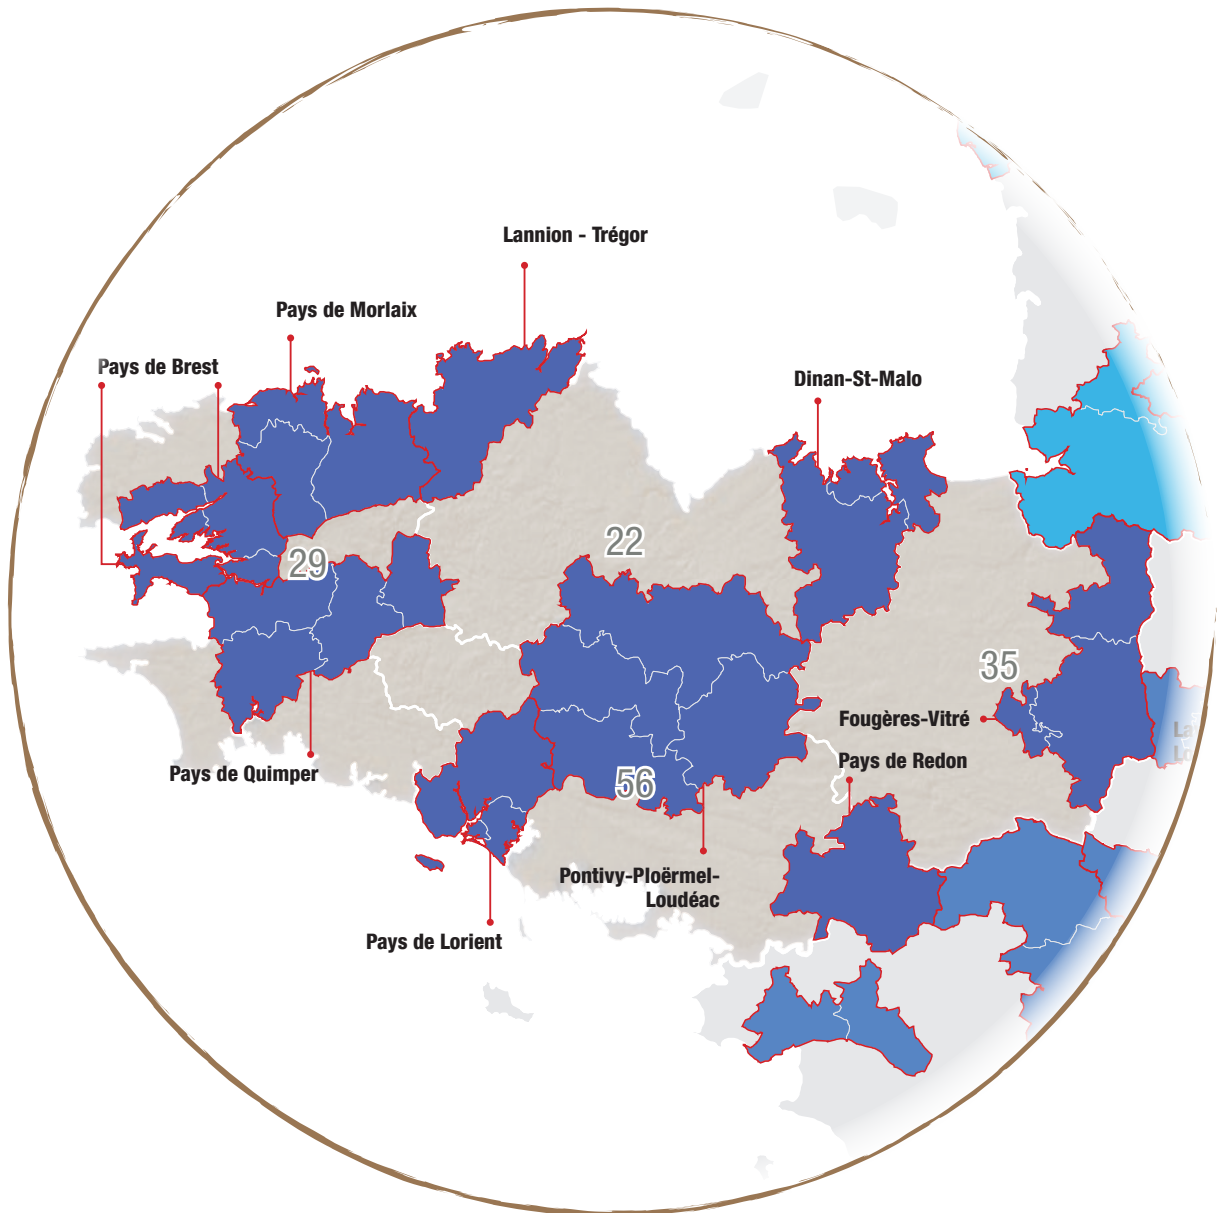 Lannion - Trégor
Pays de Morlaix
Pays de Brest
Dinan-St-Malo
22
29
35
Fougères-Vitré
Pays de Redon
Pays de Quimper
56
Pontivy-Ploërmel-
Loudéac
Pays de Lorient